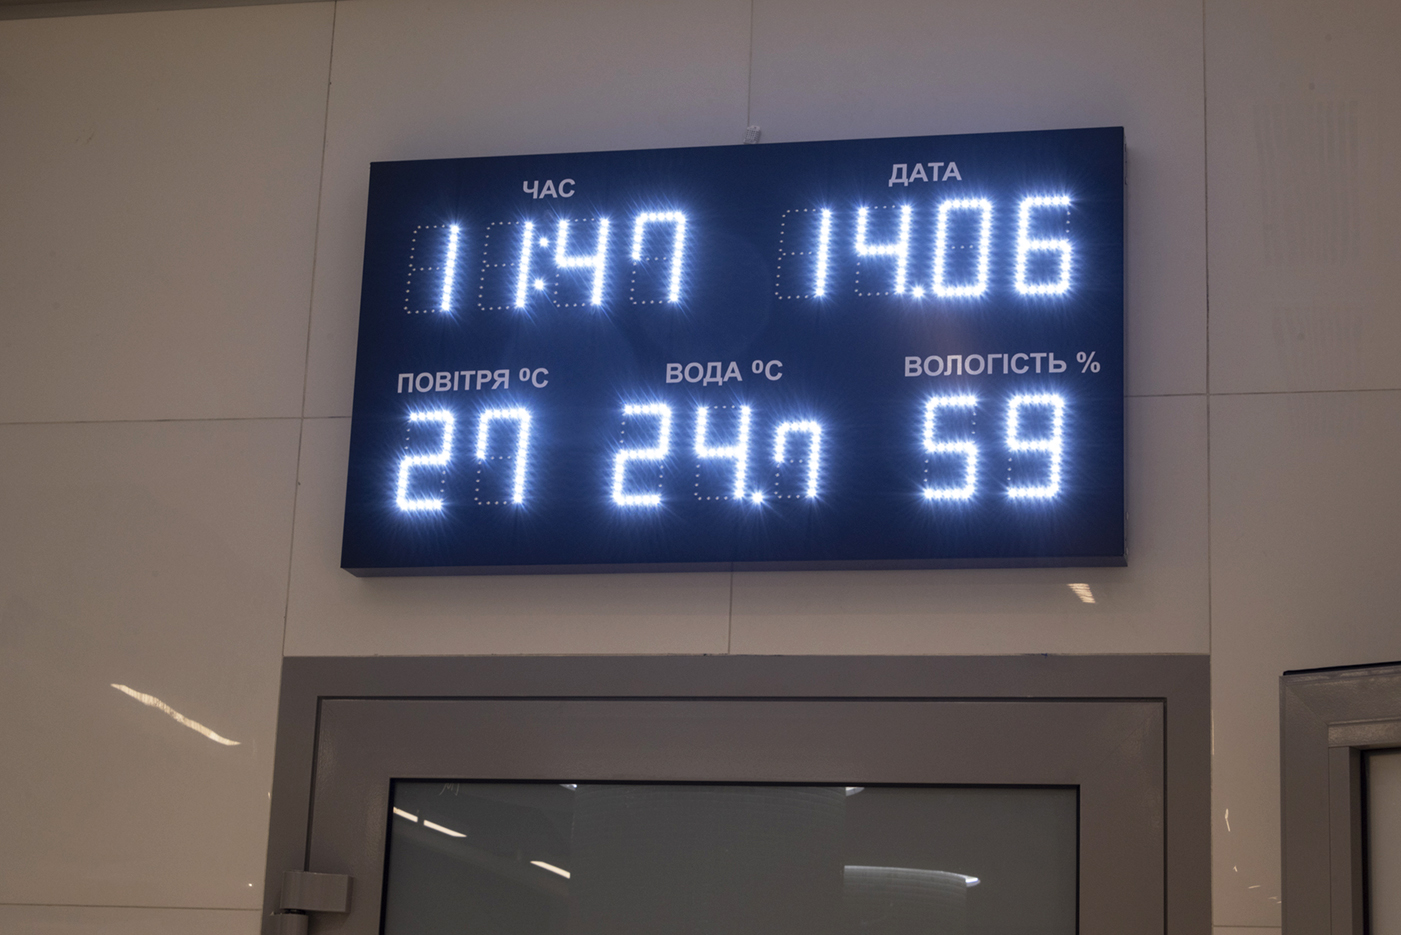 ЧАС ДАТА
11:47 14.06
ПОВІТРЯ ºC ВОДА ºC ВОЛОГІСТЬ %
27 24.7 59